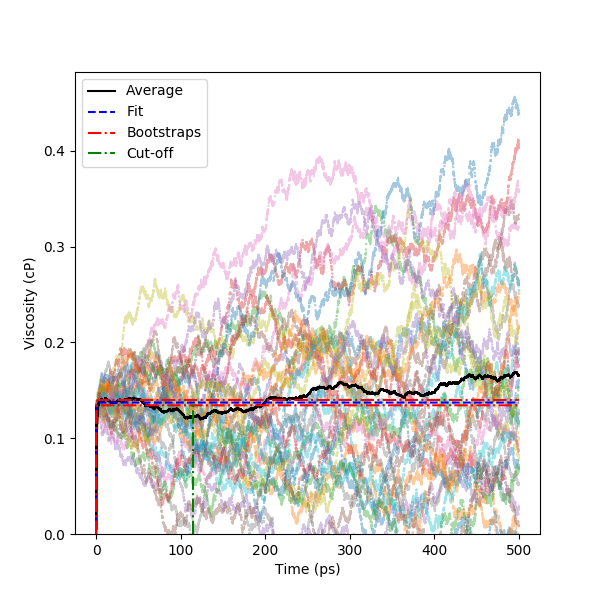 Average
Fit
Bootstraps
Cut-off
Viscosity (cP)
0.4
0.3
0.2
0.1
0.0
0 100 200 300 400 500
Time (ps)